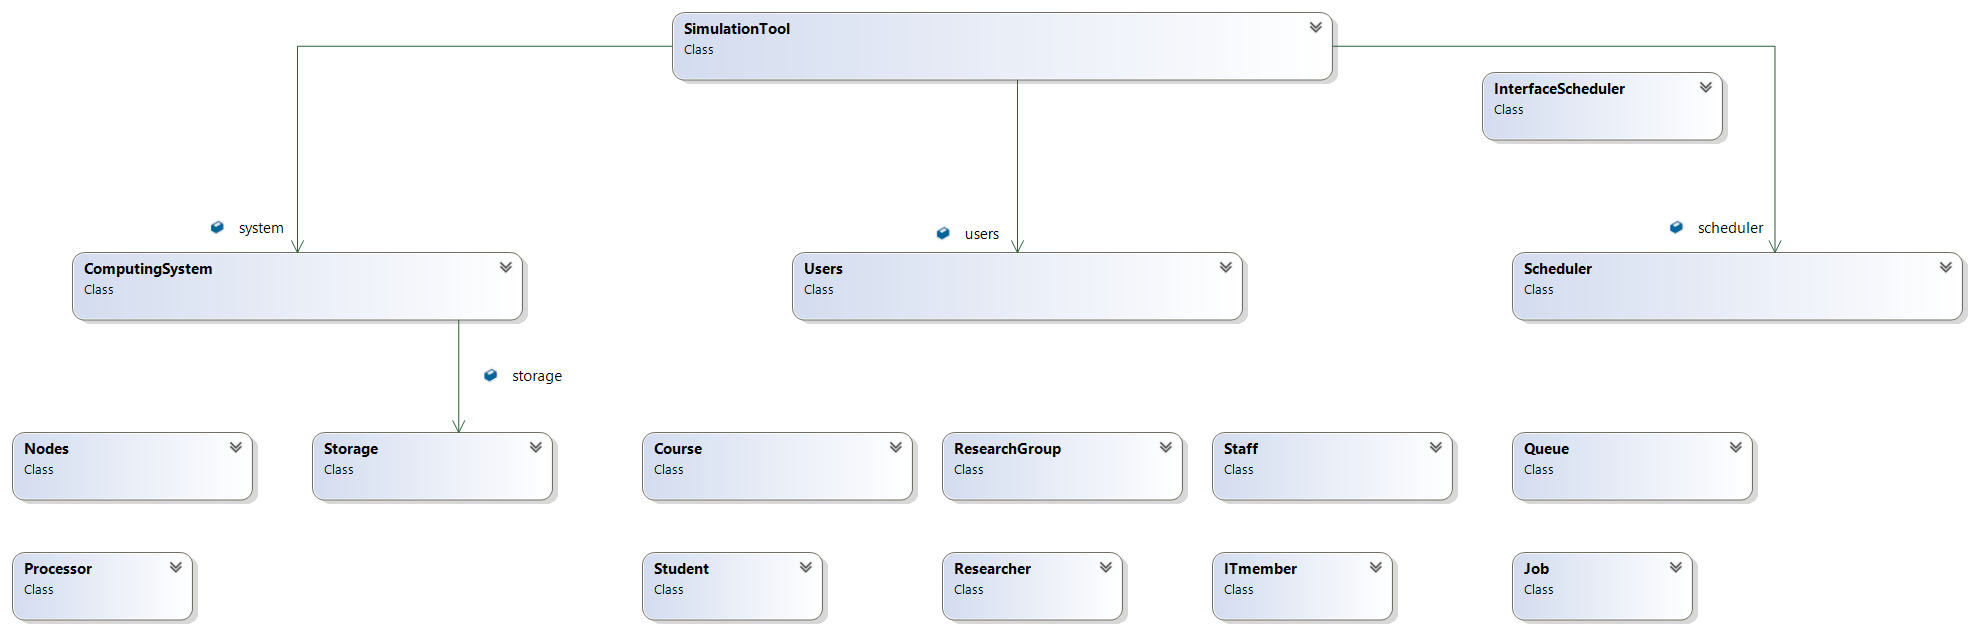 SimulationTool
Class
InterfaceScheduler
Class
system
users
scheduler
ComputingSystem
Class
Users
Class
Scheduler
Class
storage
Nodes
Class
Storage
Class
Course
Class
ResearchGroup
Class
Staff
Class
Queue
Class
Processor
Class
Student
Class
Researcher
Class
ITmember
Class
Job
Class